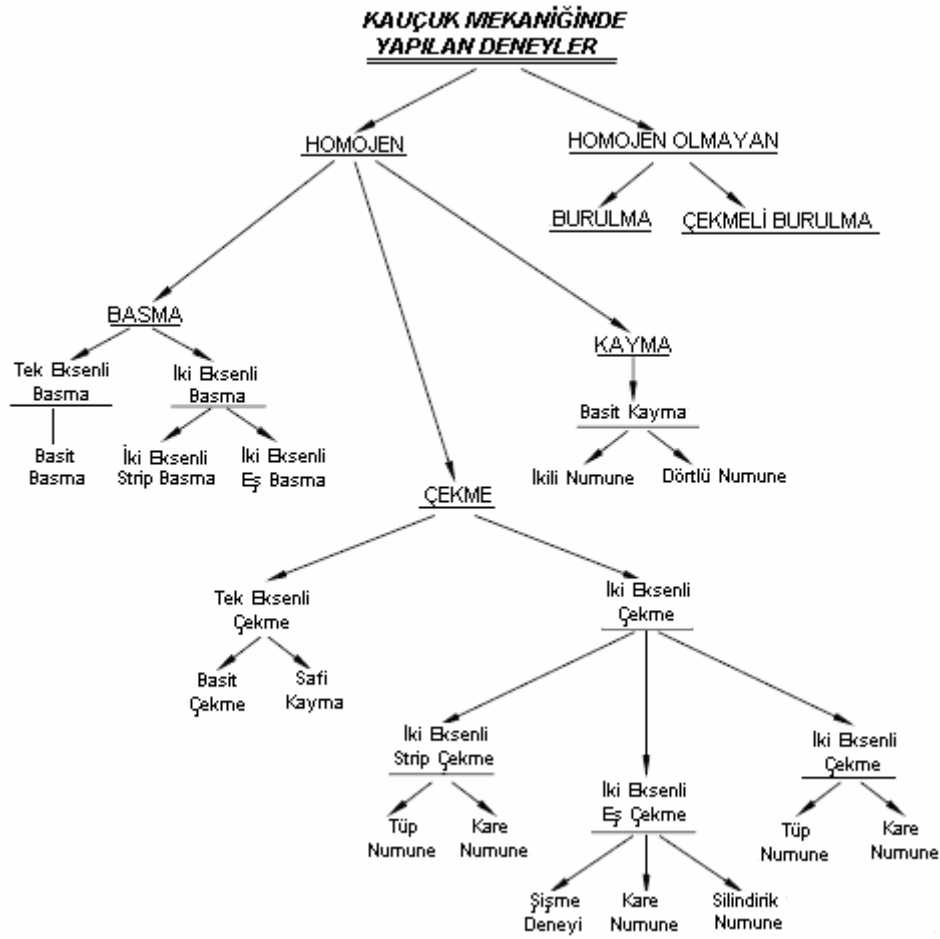 KAUÇUK MEKANİĞİNDE
YAPILAN DENEYLER
HOMOJEN
HOMOJEN OLMAYAN
BURULMA
ÇEKMELİ BURULMA
BASMA
KAYMA
Tek Eksenli
Basma
İki Eksenli
Basma
Basit Kayma
Basit
Basma
İki Eksenli
Strip Basma
İki Eksenli
Eş Basma
İkili Numune
Dörtlü Numune
ÇEKME
Tek Eksenli
Çekme
İki Eksenli
Çekme
Basit
Çekme
Safi
Kayma
İki Eksenli
Strip Çekme
İki Eksenli
Eş Çekme
İki Eksenli
Çekme
Tüp
Numune
Kare
Numune
Tüp
Numune
Kare
Numune
Şişme
Deneyi
Kare
Numune
Silindirik
Numune